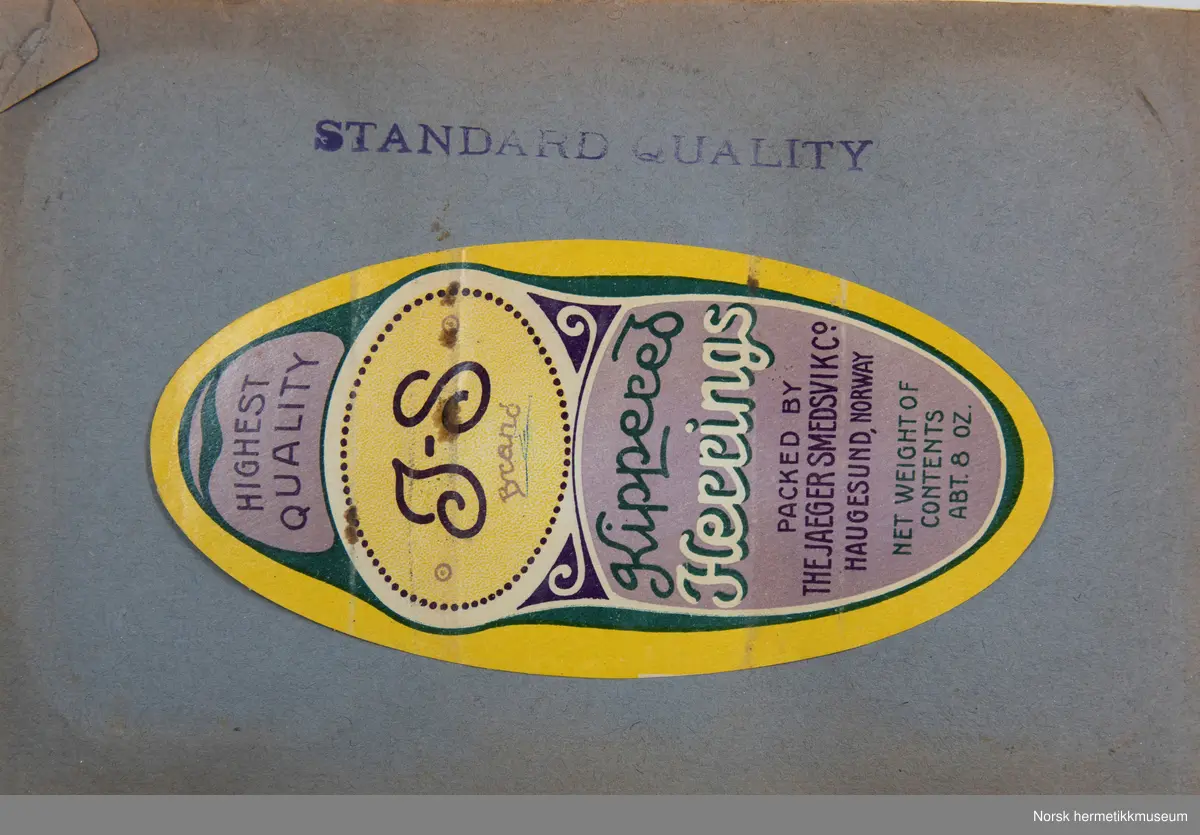 STANDARD QUALITY
HIGHEST
QUALITY
J-S
Brand
Kippered
Herrings
PACKED BY
THE JAEGER SMEDSVIK Co
HAUGESUND, NORWAY
NET WEIGHT OF
CONTENTS
ABT. 8 OZ.
Norsk hermetikkmuseum